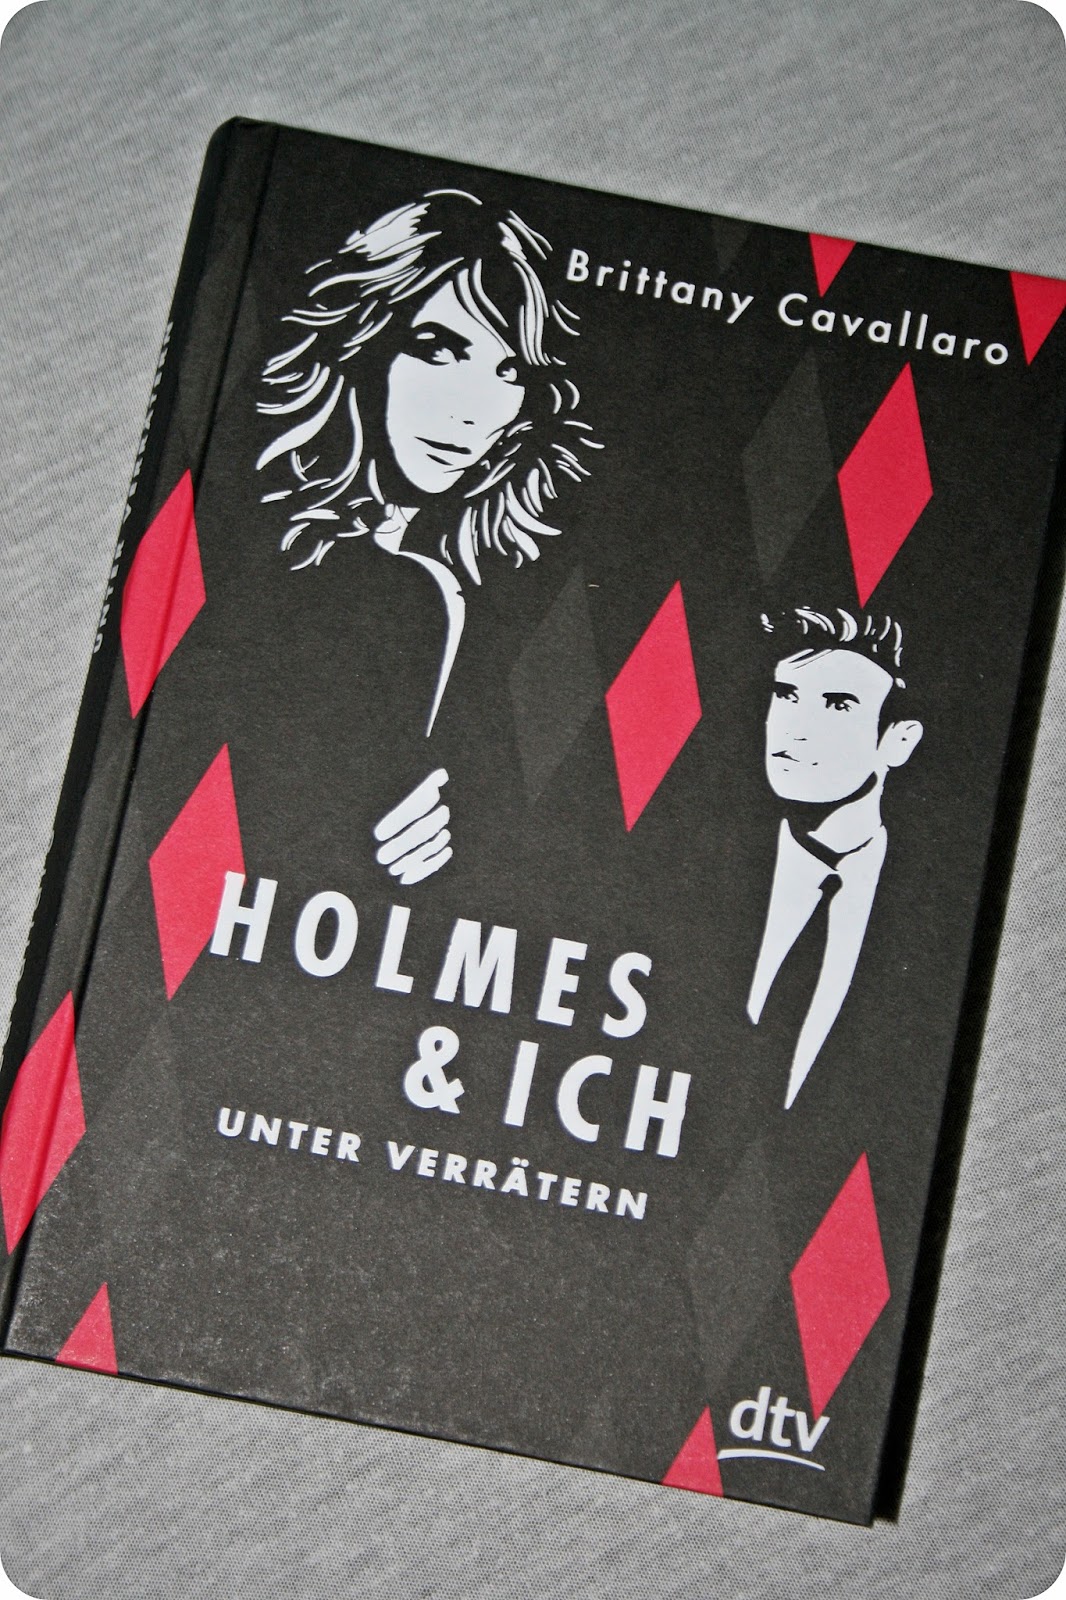 Brittany Cavallaro
HOLMES
& ICH
UNTER VERRÄTERN
dtv